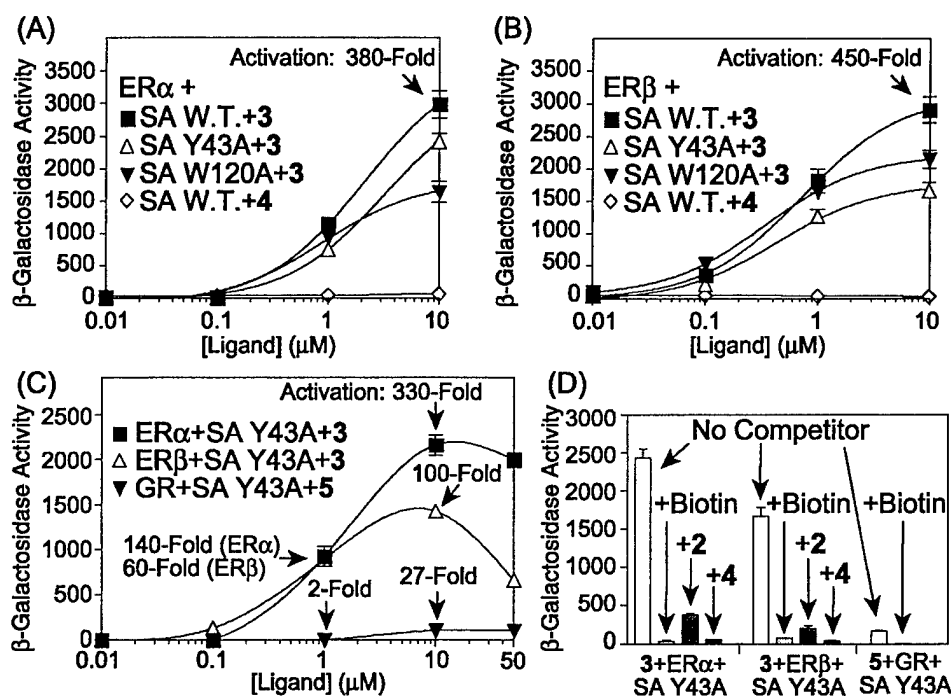 (A)
Activation: 380-Fold
β-Galactosidase Activity
3500
3000
2500
2000
1500
1000
500
0
ERα +
SA W.T.+3
SA Y43A+3
SA W120A+3
SA W.T.+4
0.01
0.1
1
10
[Ligand] (μM)
(B)
Activation: 450-Fold
β-Galactosidase Activity
3500
3000
2500
2000
1500
1000
500
0
ERβ +
SA W.T.+3
SA Y43A+3
SA W120A+3
SA W.T.+4
0.01
0.1
1
10
[Ligand] (μM)
(C)
Activation: 330-Fold
β-Galactosidase Activity
2500
2000
1500
1000
500
0
ERα+SA Y43A+3
ERβ+SA Y43A+3
GR+SA Y43A+5
100-Fold
140-Fold (ERα)
60-Fold (ERβ)
2-Fold
27-Fold
0.01
0.1
1
10
50
[Ligand] (μM)
(D)
β-Galactosidase Activity
3000
2500
2000
1500
1000
500
0
No Competitor
+Biotin
+2
+4
+Biotin
+2
+4
+Biotin
3+ERα+
SA Y43A
3+ERβ+
SA Y43A
5+GR+
SA Y43A